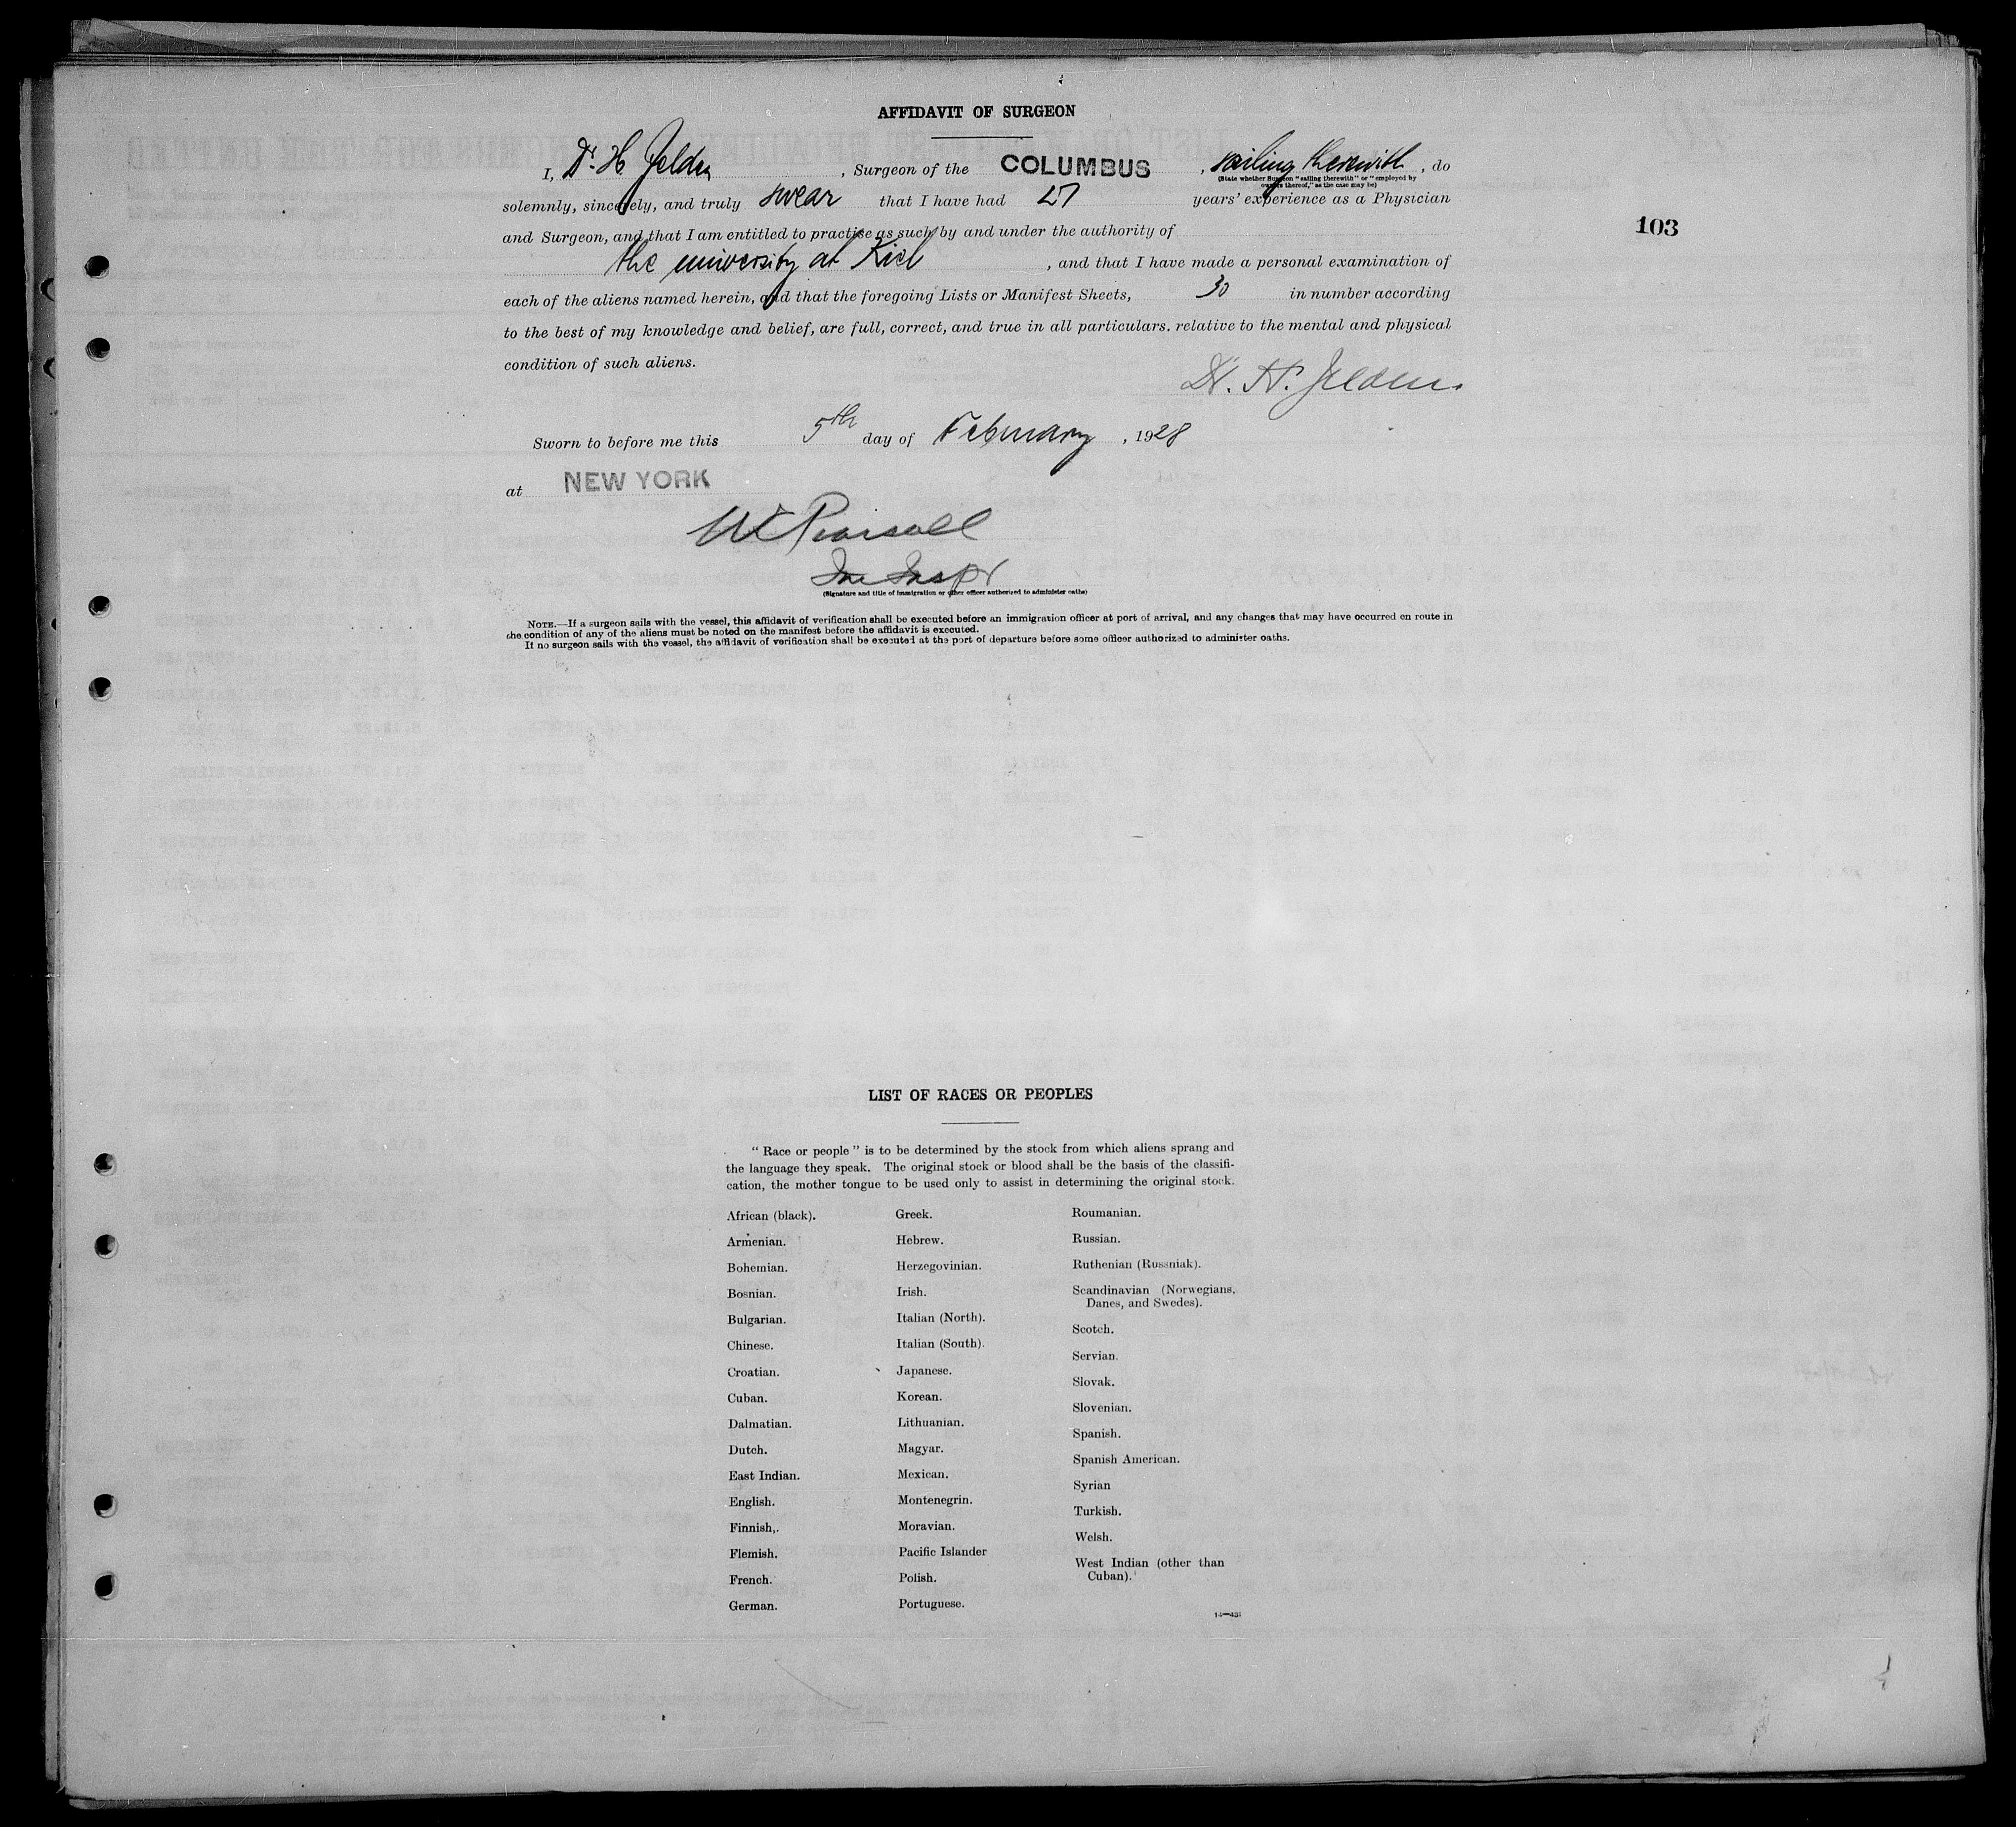 AFFIDAVIT OF SURGEON
I, Dr. H. Jelden, Surgeon of the COLUMBUS, sailing therewith, do
(State whether Surgeon "sailing therewith" or "employed by
owners thereof," as the case may be)
solemnly, sincerely, and truly swear that I have had 27 years' experience as a Physician
103
and Surgeon, and that I am entitled to practise as such by and under the authority of
the university at Kiel, and that I have made a personal examination of
each of the aliens named herein, and that the foregoing Lists or Manifest Sheets, 30 in number according
to the best of my knowledge and belief, are full, correct, and true in all particulars. relative to the mental and physical
condition of such aliens.
Dr. H. Jelden.
Sworn to before me this 5th day of February, 1928
at NEW YORK
Pearsall
Im Inspr
(Signature and title of immigration or other officer authorized to administer oaths)
NOTE.—If a surgeon sails with the vessel, this affidavit of verification shall be executed before an immigration officer at port of arrival, and any changes that may have occurred en route in
the condition of any of the aliens must be noted on the manifest before the affidavit is executed.
If no surgeon sails with the vessel, the affidavit of verification shall be executed at the port of departure before some officer authorized to administer oaths.
LIST OF RACES OR PEOPLES
"Race or people" is to be determined by the stock from which aliens sprang and
the language they speak. The original stock or blood shall be the basis of the classifi-
cation, the mother tongue to be used only to assist in determining the original stock.
African (black).
Armenian.
Bohemian.
Bosnian.
Bulgarian.
Chinese.
Croatian.
Cuban.
Dalmatian.
Dutch.
East Indian.
English.
Finnish,.
Flemish.
French.
German.
Greek.
Hebrew.
Herzegovinian.
Irish.
Italian (North).
Italian (South).
Japanese.
Korean.
Lithuanian.
Magyar.
Mexican.
Montenegrin.
Moravian.
Pacific Islander
Polish.
Portuguese.
Roumanian.
Russian.
Ruthenian (Russniak).
Scandinavian (Norwegians,
Danes, and Swedes).
Scotch.
Servian.
Slovak.
Slovenian.
Spanish.
Spanish American.
Syrian
Turkish.
Welsh.
West Indian (other than
Cuban).
14—431